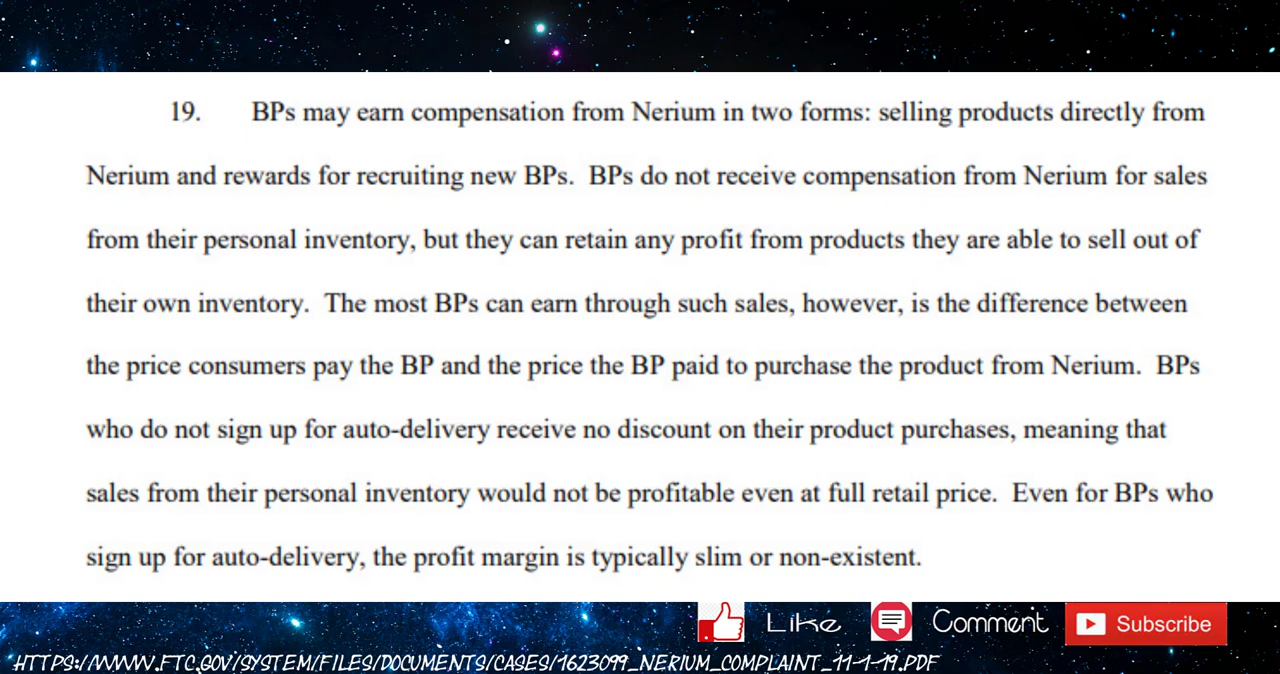 19. BPs may earn compensation from Nerium in two forms: selling products directly from
Nerium and rewards for recruiting new BPs. BPs do not receive compensation from Nerium for sales
from their personal inventory, but they can retain any profit from products they are able to sell out of
their own inventory. The most BPs can earn through such sales, however, is the difference between
the price consumers pay the BP and the price the BP paid to purchase the product from Nerium. BPs
who do not sign up for auto-delivery receive no discount on their product purchases, meaning that
sales from their personal inventory would not be profitable even at full retail price. Even for BPs who
sign up for auto-delivery, the profit margin is typically slim or non-existent.
Like Comment Subscribe
HTTPS://WWW.FTC.GOV/SYSTEM/FILES/DOCUMENTS/CASES/1623099_NERIUM_COMPLAINT_11-1-19.PDF